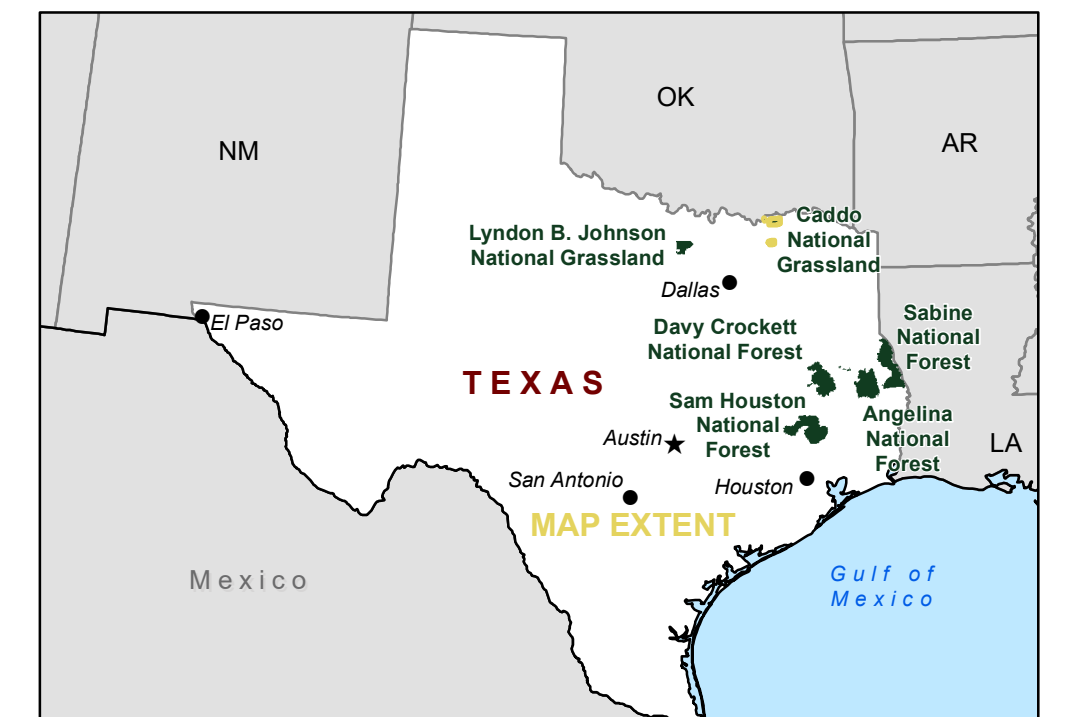 OK
AR
NM
Caddo
National
Grassland
Lyndon B. Johnson
National Grassland
Dallas
El Paso
Sabine
National
Forest
Davy Crockett
National Forest
TEXAS
Sam Houston
National
Forest
Angelina
National
Forest
Austin
LA
San Antonio
Houston
MAP EXTENT
Mexico
Gulf of
Mexico